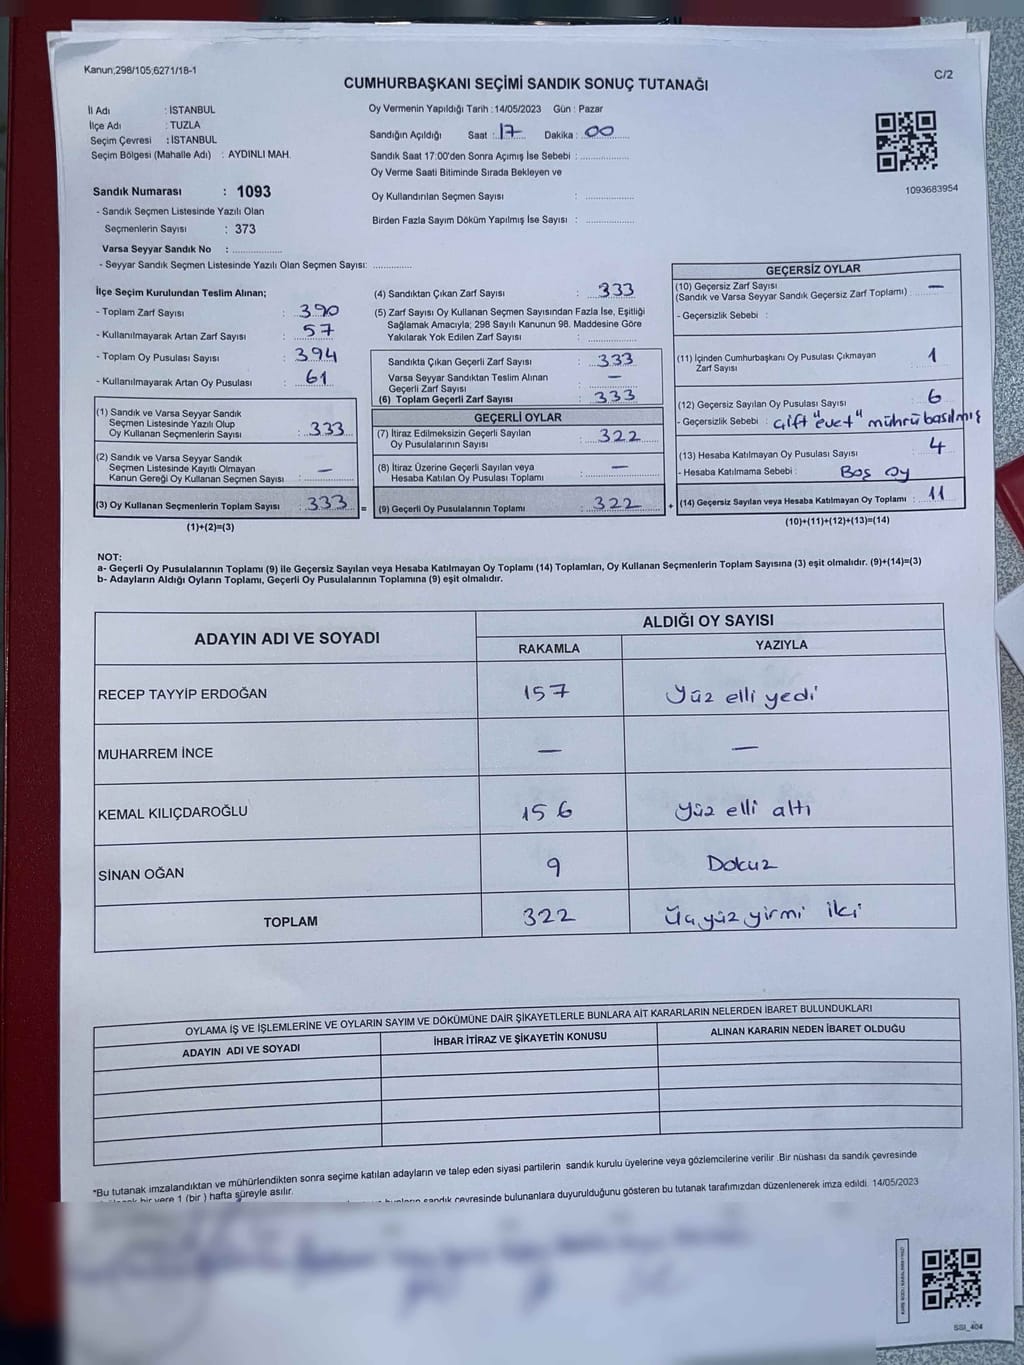 Kanun;298/105;6271/18-1
C/2
CUMHURBAŞKANI SEÇİMİ SANDIK SONUÇ TUTANAĞI
İl Adı : İSTANBUL
İlçe Adı : TUZLA
Seçim Çevresi : İSTANBUL
Seçim Bölgesi (Mahalle Adı) : AYDINLI MAH.
Oy Vermenin Yapıldığı Tarih : 14/05/2023 Gün : Pazar
Sandığın Açıldığı Saat : 17 Dakika : 00
Sandık Saat 17:00'den Sonra Açımış İse Sebebi :
Oy Verme Saati Bitiminde Sırada Bekleyen ve
Oy Kullandırılan Seçmen Sayısı :
Birden Fazla Sayım Döküm Yapılmış İse Sayısı :
1093683954
Sandık Numarası : 1093
- Sandık Seçmen Listesinde Yazılı Olan
Seçmenlerin Sayısı : 373
Varsa Seyyar Sandık No :
- Seyyar Sandık Seçmen Listesinde Yazılı Olan Seçmen Sayısı:
İlçe Seçim Kurulundan Teslim Alınan;
- Toplam Zarf Sayısı : 390
- Kullanılmayarak Artan Zarf Sayısı : 57
- Toplam Oy Pusulası Sayısı : 394
- Kullanılmayarak Artan Oy Pusulası : 61
(1) Sandık ve Varsa Seyyar Sandık
Seçmen Listesinde Yazılı Olup
Oy Kullanan Seçmenlerin Sayısı : 333
(2) Sandık ve Varsa Seyyar Sandık
Seçmen Listesinde Kayıtlı Olmayan
Kanun Gereği Oy Kullanan Seçmen Sayısı : —
(3) Oy Kullanan Seçmenlerin Toplam Sayısı : 333 =
(1)+(2)=(3)
(4) Sandıktan Çıkan Zarf Sayısı : 333
(5) Zarf Sayısı Oy Kullanan Seçmen Sayısından Fazla İse, Eşitliği
Sağlamak Amacıyla; 298 Sayılı Kanunun 98. Maddesine Göre
Yakılarak Yok Edilen Zarf Sayısı :
Sandıkta Çıkan Geçerli Zarf Sayısı : 333
Varsa Seyyar Sandıktan Teslim Alınan
Geçerli Zarf Sayısı : —
(6) Toplam Geçerli Zarf Sayısı : 333
GEÇERLİ OYLAR
(7) İtiraz Edilmeksizin Geçerli Sayılan
Oy Pusulalarının Sayısı : 322
(8) İtiraz Üzerine Geçerli Sayılan veya
Hesaba Katılan Oy Pusulası Toplamı : —
(9) Geçerli Oy Pusulalarının Toplamı : 322 +
GEÇERSİZ OYLAR
(10) Geçersiz Zarf Sayısı
(Sandık ve Varsa Seyyar Sandık Geçersiz Zarf Toplamı) : —
- Geçersizlik Sebebi :
(11) İçinden Cumhurbaşkanı Oy Pusulası Çıkmayan
Zarf Sayısı : 1
(12) Geçersiz Sayılan Oy Pusulası Sayısı : 6
- Geçersizlik Sebebi : çift "evet" mührü basılmış
(13) Hesaba Katılmayan Oy Pusulası Sayısı : 4
- Hesaba Katılmama Sebebi : Boş oy
(14) Geçersiz Sayılan veya Hesaba Katılmayan Oy Toplamı : 11
(10)+(11)+(12)+(13)=(14)
NOT:
a- Geçerli Oy Pusulalarının Toplamı (9) ile Geçersiz Sayılan veya Hesaba Katılmayan Oy Toplamı (14) Toplamları, Oy Kullanan Seçmenlerin Toplam Sayısına (3) eşit olmalıdır. (9)+(14)=(3)
b- Adayların Aldığı Oyların Toplamı, Geçerli Oy Pusulalarının Toplamına (9) eşit olmalıdır.
ADAYIN ADI VE SOYADI
ALDIĞI OY SAYISI
RAKAMLA YAZIYLA
RECEP TAYYİP ERDOĞAN 157 Yüz elli yedi
MUHARREM İNCE — —
KEMAL KILIÇDAROĞLU 156 Yüz elli altı
SİNAN OĞAN 9 Dokuz
TOPLAM 322 Üçyüz yirmi iki
OYLAMA İŞ VE İŞLEMLERİNE VE OYLARIN SAYIM VE DÖKÜMÜNE DAİR ŞİKAYETLERLE BUNLARA AİT KARARLARIN NELERDEN İBARET BULUNDUKLARI
ADAYIN ADI VE SOYADI İHBAR İTİRAZ VE ŞİKAYETİN KONUSU ALINAN KARARIN NEDEN İBARET OLDUĞU
*Bu tutanak imzalandıktan ve mühürlendikten sonra seçime katılan adayların ve talep eden siyasi partilerin sandık kurulu üyelerine veya gözlemcilerine verilir .Bir nüshası da sandık çevresinde
bir yere 1 (bir ) hafta süreyle asılır.
sandık çevresinde bulunanlara duyurulduğunu gösteren bu tutanak tarafımızdan düzenlenerek imza edildi. 14/05/2023
SSI_404